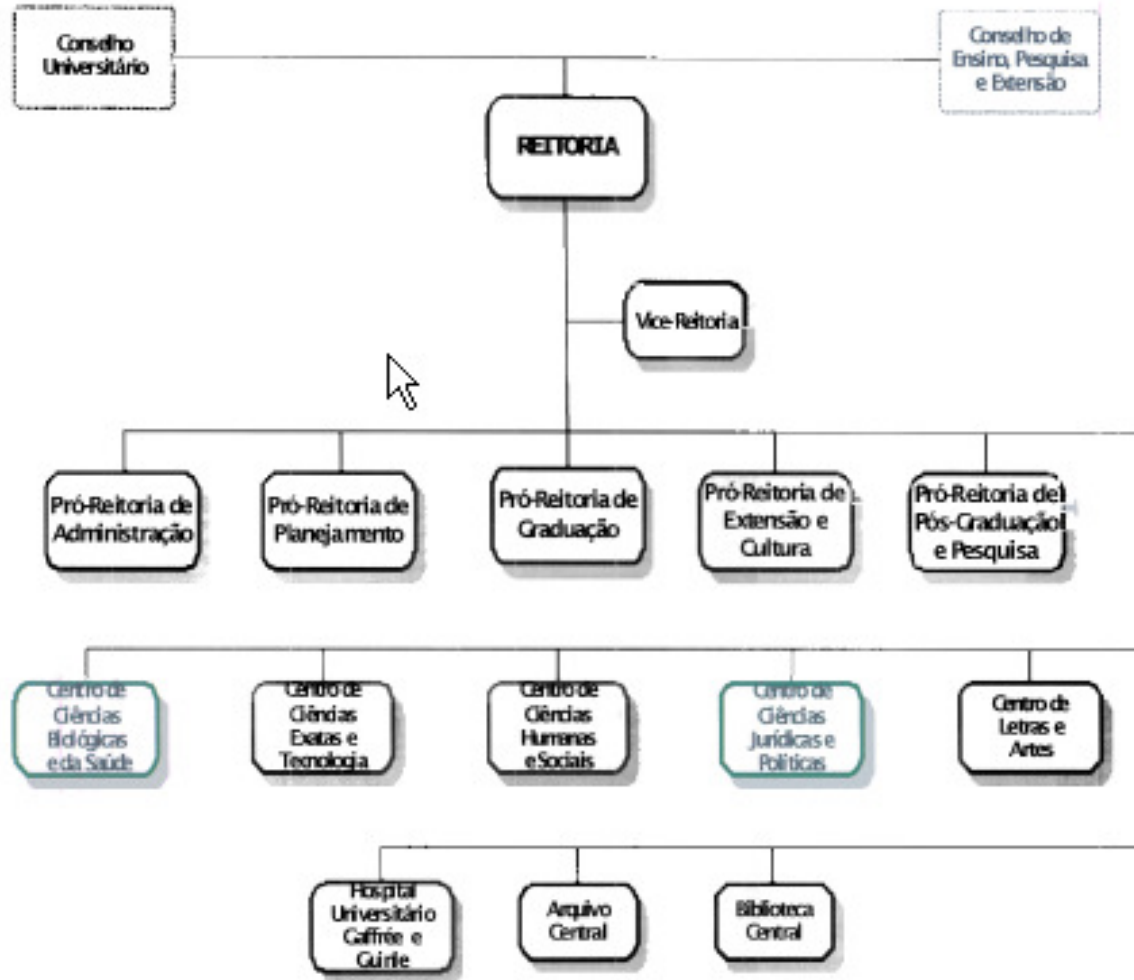 Conselho
Universitário
Conselho de
Ensino, Pesquisa
e Extensão
REITORIA
Vice-Reitoria
Pró-Reitoria de
Administração
Pró-Reitoria de
Planejamento
Pró-Reitoria de
Graduação
Pró-Reitoria de
Extensão e
Cultura
Pró-Reitoria de
Pós-Graduação
e Pesquisa
Centro de
Ciências
Biológicas
e da Saúde
Centro de
Ciências
Exatas e
Tecnologia
Centro de
Ciências
Humanas
e Sociais
Centro de
Ciências
Jurídicas e
Políticas
Centro de
Letras e
Artes
Hospital
Universitário
Gaffrée e
Guinle
Arquivo
Central
Biblioteca
Central